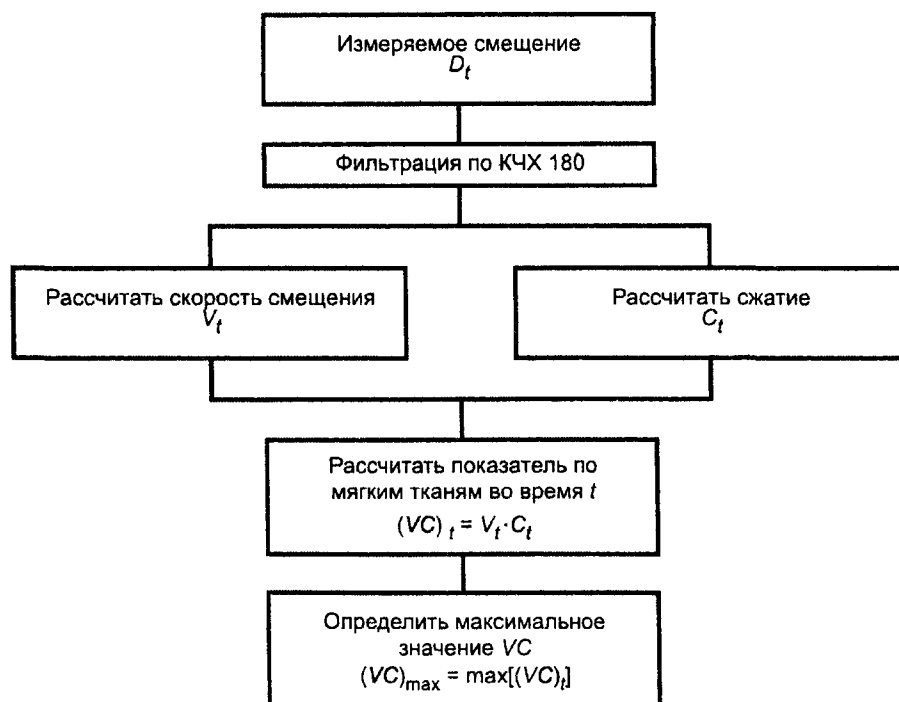 Измеряемое смещение
D_t
Фильтрация по КЧХ 180
Рассчитать скорость смещения
V_t
Рассчитать сжатие
C_t
Рассчитать показатель по
мягким тканям во время t
(VC)_t = V_t·C_t
Определить максимальное
значение VC
(VC)_max = max[(VC)_t]